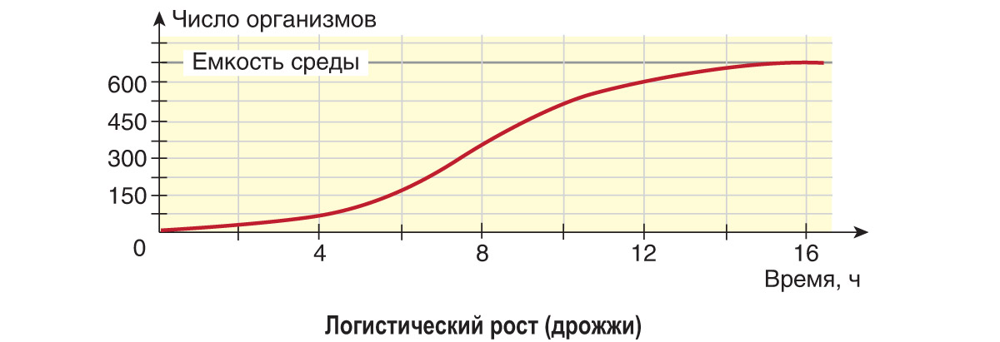 Число организмов
Емкость среды
600
450
300
150
0
4 8 12 16
Время, ч
Логистический рост (дрожжи)